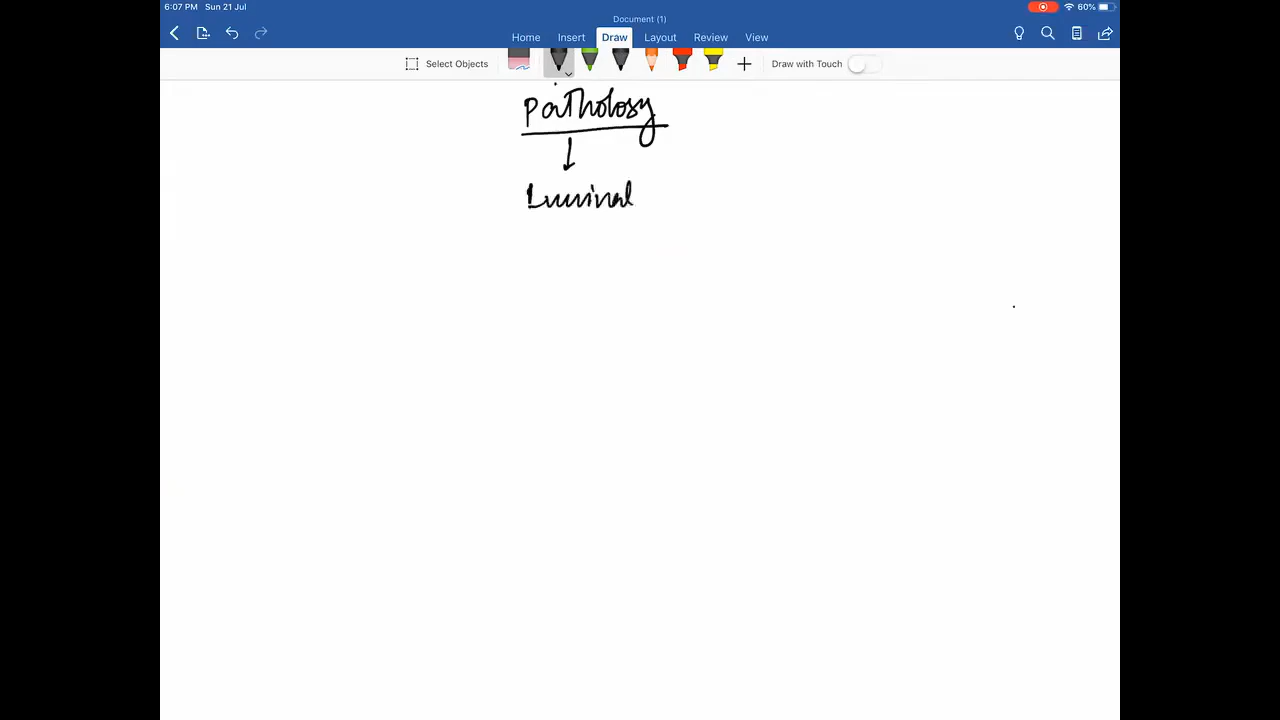 6:07 PM Sun 21 Jul
60%
Document (1)
Home Insert Draw Layout Review View
Select Objects
Draw with Touch
Pathology
Luminal